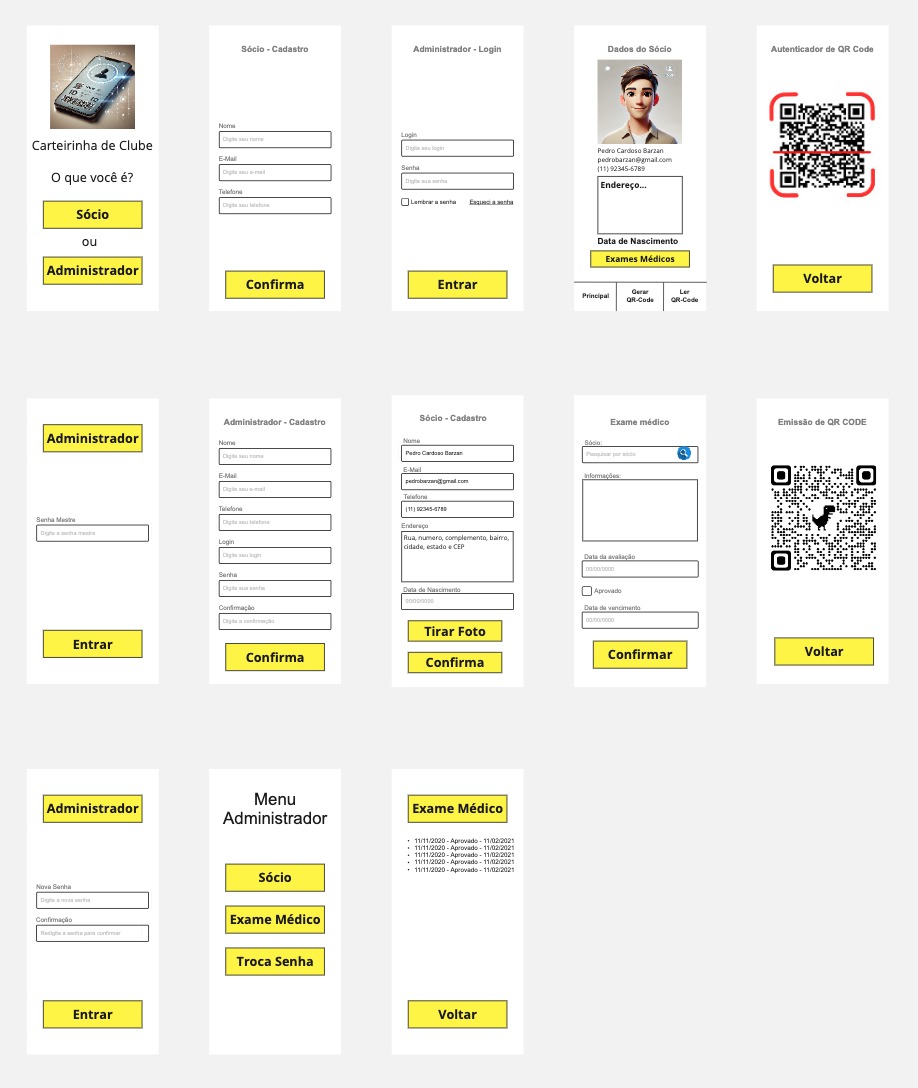 Carteirinha de Clube
O que você é?
Sócio
ou
Administrador
Sócio - Cadastro
Nome
Digite seu nome
E-Mail
Digite seu e-mail
Telefone
Digite seu telefone
Confirma
Administrador - Login
Login
Digite seu login
Senha
Digite sua senha
Lembrar a senha
Esqueci a senha
Entrar
Dados do Sócio
Pedro Cardoso Barzan
pedrobarzan@gmail.com
(11) 92345-6789
Endereço...
Data de Nascimento
Exames Médicos
Principal
Gerar
QR-Code
Ler
QR-Code
Autenticador de QR Code
Voltar
Administrador
Senha Mestre
Digite a senha mestre
Entrar
Administrador - Cadastro
Nome
Digite seu nome
E-Mail
Digite seu e-mail
Telefone
Digite seu telefone
Login
Digite seu login
Senha
Digite sua senha
Confirmação
Digite a confirmação
Confirma
Sócio - Cadastro
Nome
Pedro Cardoso Barzan
E-Mail
pedrobarzan@gmail.com
Telefone
(11) 92345-6789
Endereço
Rua, numero, complemento, bairro,
cidade, estado e CEP
Data de Nascimento
00/00/0000
Tirar Foto
Confirma
Exame médico
Sócio:
Pesquisar por sócio
Informações:
Data da avaliação
00/00/0000
Aprovado
Data de vencimento
00/00/0000
Confirmar
Emissão de QR CODE
Voltar
Administrador
Nova Senha
Digite a nova senha
Confirmação
Redigite a senha para confirmar
Entrar
Menu
Administrador
Sócio
Exame Médico
Troca Senha
Exame Médico
• 11/11/2020 - Aprovado - 11/02/2021
• 11/11/2020 - Aprovado - 11/02/2021
• 11/11/2020 - Aprovado - 11/02/2021
• 11/11/2020 - Aprovado - 11/02/2021
• 11/11/2020 - Aprovado - 11/02/2021
Voltar